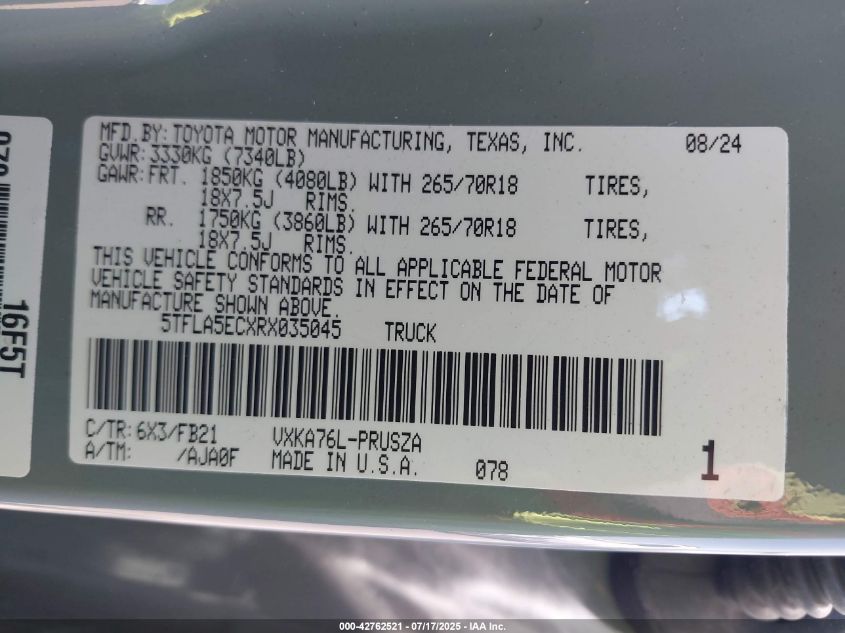 MFD.BY: TOYOTA MOTOR MANUFACTURING, TEXAS, INC. 08/24
GVWR: 3330KG (7340LB)
GAWR: FRT. 1850KG (4080LB) WITH 265/70R18 TIRES,
18X7.5J RIMS
RR. 1750KG (3860LB) WITH 265/70R18 TIRES,
18X7.5J RIMS
THIS VEHICLE CONFORMS TO ALL APPLICABLE FEDERAL MOTOR
VEHICLE SAFETY STANDARDS IN EFFECT ON THE DATE OF
MANUFACTURE SHOWN ABOVE.
5TFLA5ECXRX035045 TRUCK
C/TR: 6X3/FB21 VXKA76L-PRUSZA
A/TM: /AJA0F MADE IN U.S.A. 078 1
16F5T
000-42762521 - 07/17/2025 - IAA Inc.